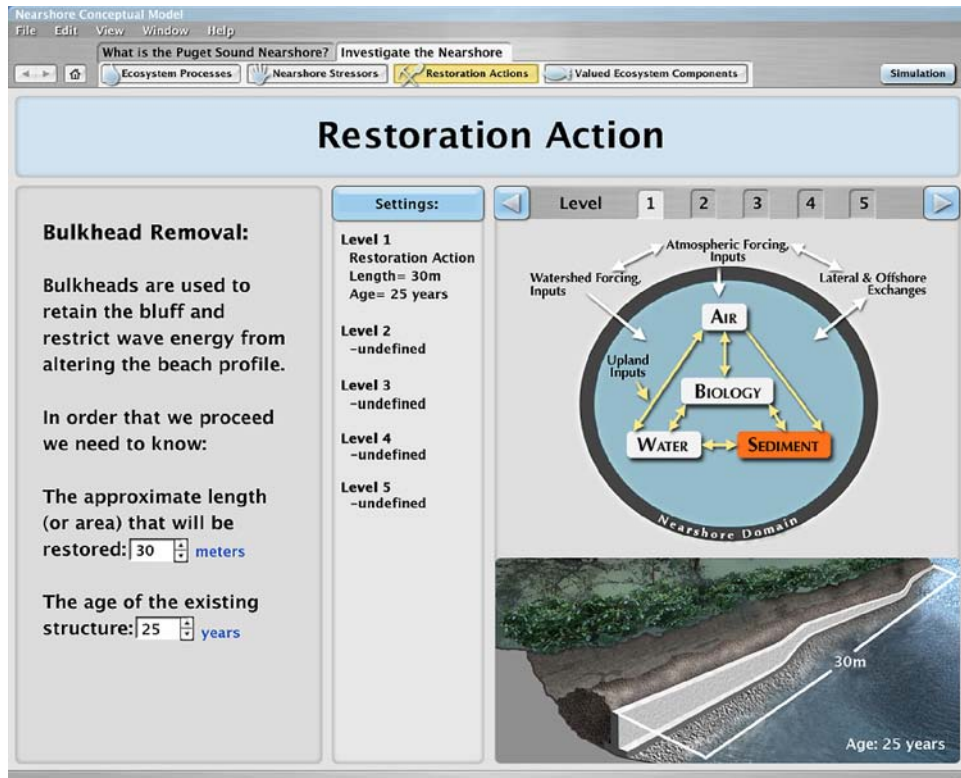 Nearshore Conceptual Model
File Edit View Window Help
What is the Puget Sound Nearshore? Investigate the Nearshore
Ecosystem Processes Nearshore Stressors Restoration Actions Valued Ecosystem Components Simulation
Restoration Action
Bulkhead Removal:
Bulkheads are used to
retain the bluff and
restrict wave energy from
altering the beach profile.
In order that we proceed
we need to know:
The approximate length
(or area) that will be
restored: 30 meters
The age of the existing
structure: 25 years
Settings:
Level 1
Restoration Action
Length= 30m
Age= 25 years
Level 2
-undefined
Level 3
-undefined
Level 4
-undefined
Level 5
-undefined
Level 1 2 3 4 5
Atmospheric Forcing,
Inputs
Watershed Forcing,
Inputs
Lateral & Offshore
Exchanges
AIR
Upland
Inputs
BIOLOGY
WATER SEDIMENT
Nearshore Domain
30m
Age: 25 years